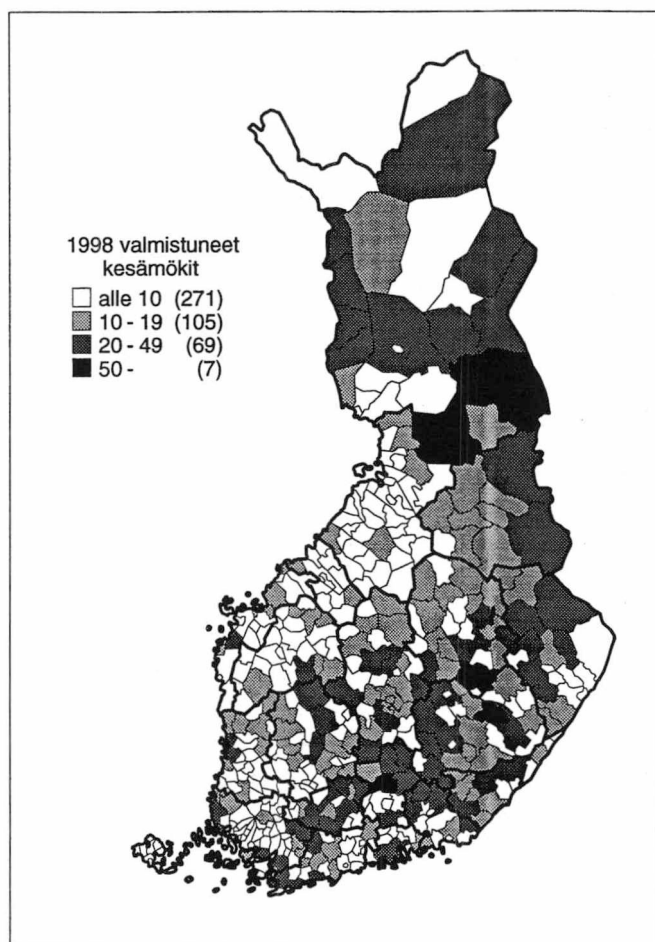 1998 valmistuneet
kesämökit
alle 10 (271)
10 - 19 (105)
20 - 49 (69)
50 - (7)